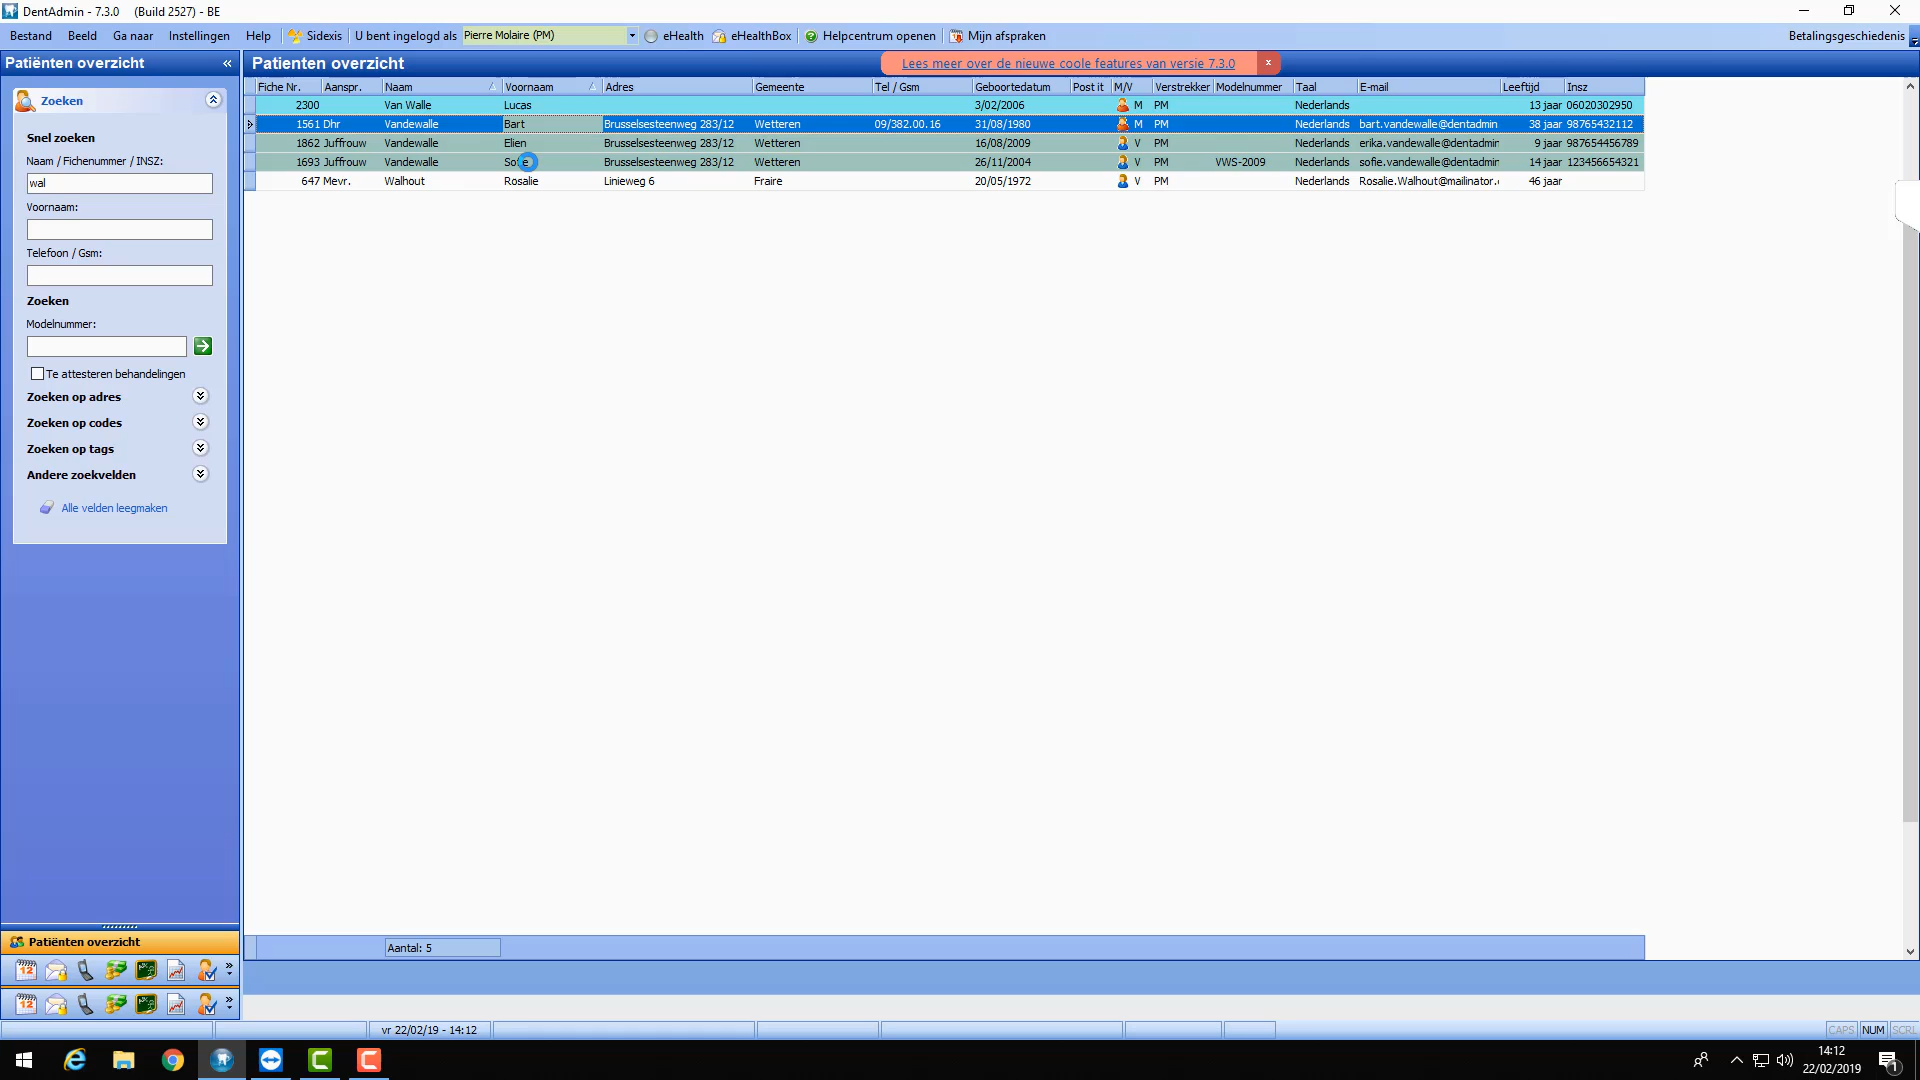 DentAdmin - 7.3.0 (Build 2527) - BE
Bestand Beeld Ga naar Instellingen Help Sidexis U bent ingelogd als Pierre Molaire (PM) eHealth eHealthBox Helpcentrum openen Mijn afspraken Betalingsgeschiedenis
Patiënten overzicht «
Patienten overzicht
Lees meer over de nieuwe coole features van versie 7.3.0 x
Zoeken
Snel zoeken
Naam / Fichenummer / INSZ:
wal
Voornaam:
Telefoon / Gsm:
Zoeken
Modelnummer:
Te attesteren behandelingen
Zoeken op adres
Zoeken op codes
Zoeken op tags
Andere zoekvelden
Alle velden leegmaken
Fiche Nr. Aanspr. Naam Voornaam Adres Gemeente Tel / Gsm Geboortedatum Post it M/V Verstrekker Modelnummer Taal E-mail Leeftijd Insz
2300 Van Walle Lucas 3/02/2006 M PM Nederlands 13 jaar 06020302950
1561 Dhr Vandewalle Bart Brusselsesteenweg 283/12 Wetteren 09/382.00.16 31/08/1980 M PM Nederlands bart.vandewalle@dentadmin 38 jaar 98765432112
1862 Juffrouw Vandewalle Elien Brusselsesteenweg 283/12 Wetteren 16/08/2009 V PM Nederlands erika.vandewalle@dentadmin 9 jaar 987654456789
1693 Juffrouw Vandewalle Sofie Brusselsesteenweg 283/12 Wetteren 26/11/2004 V PM VWS-2009 Nederlands sofie.vandewalle@dentadmin 14 jaar 123456654321
647 Mevr. Walhout Rosalie Linieweg 6 Fraire 20/05/1972 V PM Nederlands Rosalie.Walhout@mailinator. 46 jaar
Aantal: 5
Patiënten overzicht
12
12
vr 22/02/19 - 14:12
CAPS NUM SCRL
14:12
22/02/2019
1